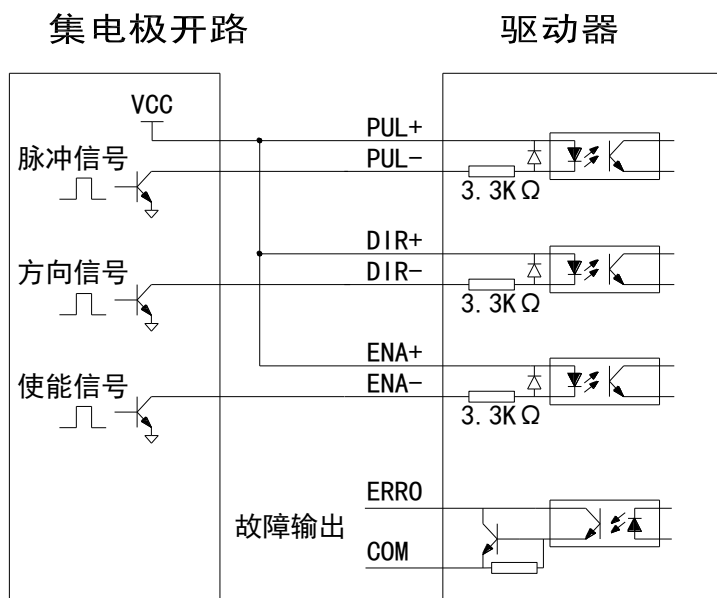 集电极开路 驱动器
VCC
PUL+
脉冲信号
PUL-
3.3KΩ
DIR+
方向信号
DIR-
3.3KΩ
ENA+
使能信号
ENA-
3.3KΩ
ERRO
故障输出
COM